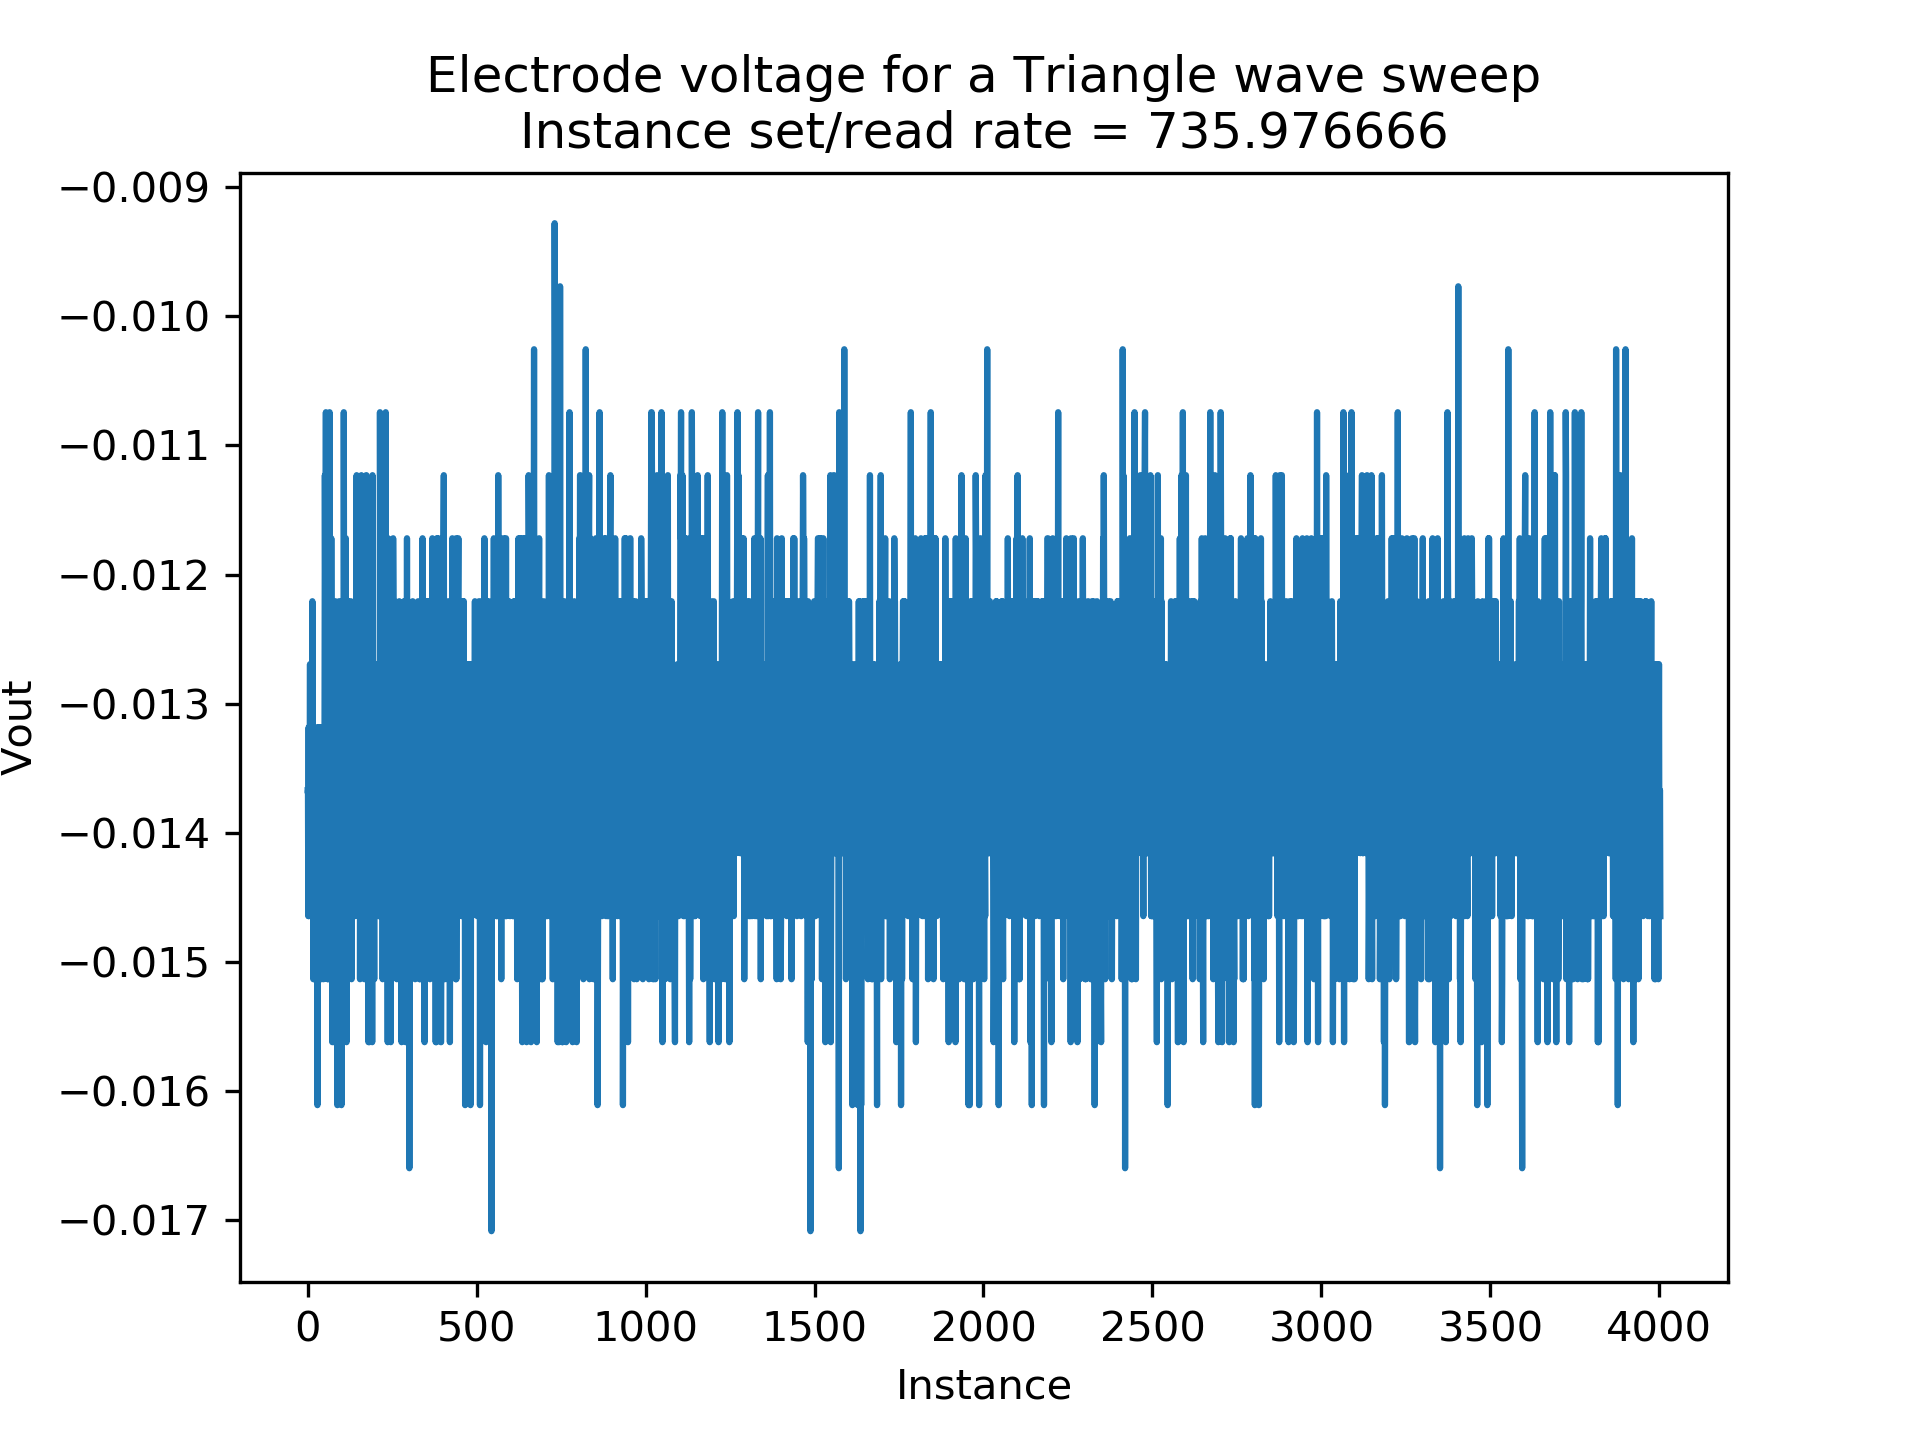 Electrode voltage for a Triangle wave sweep
Instance set/read rate = 735.976666
−0.009
−0.010
−0.011
−0.012
−0.013
−0.014
−0.015
−0.016
−0.017
Vout
0 500 1000 1500 2000 2500 3000 3500 4000
Instance